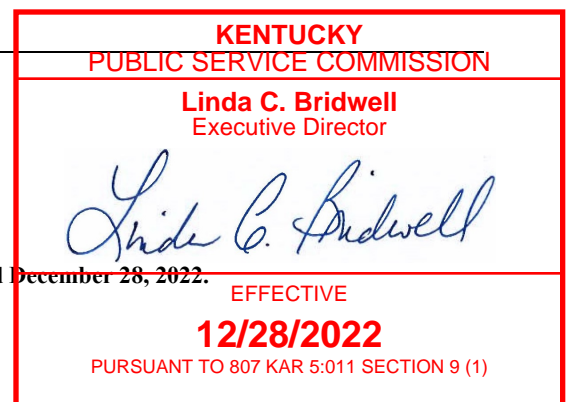 KENTUCKY
PUBLIC SERVICE COMMISSION
Linda C. Bridwell
Executive Director
Linda C. Bridwell
December 28, 2022.
EFFECTIVE
12/28/2022
PURSUANT TO 807 KAR 5:011 SECTION 9 (1)